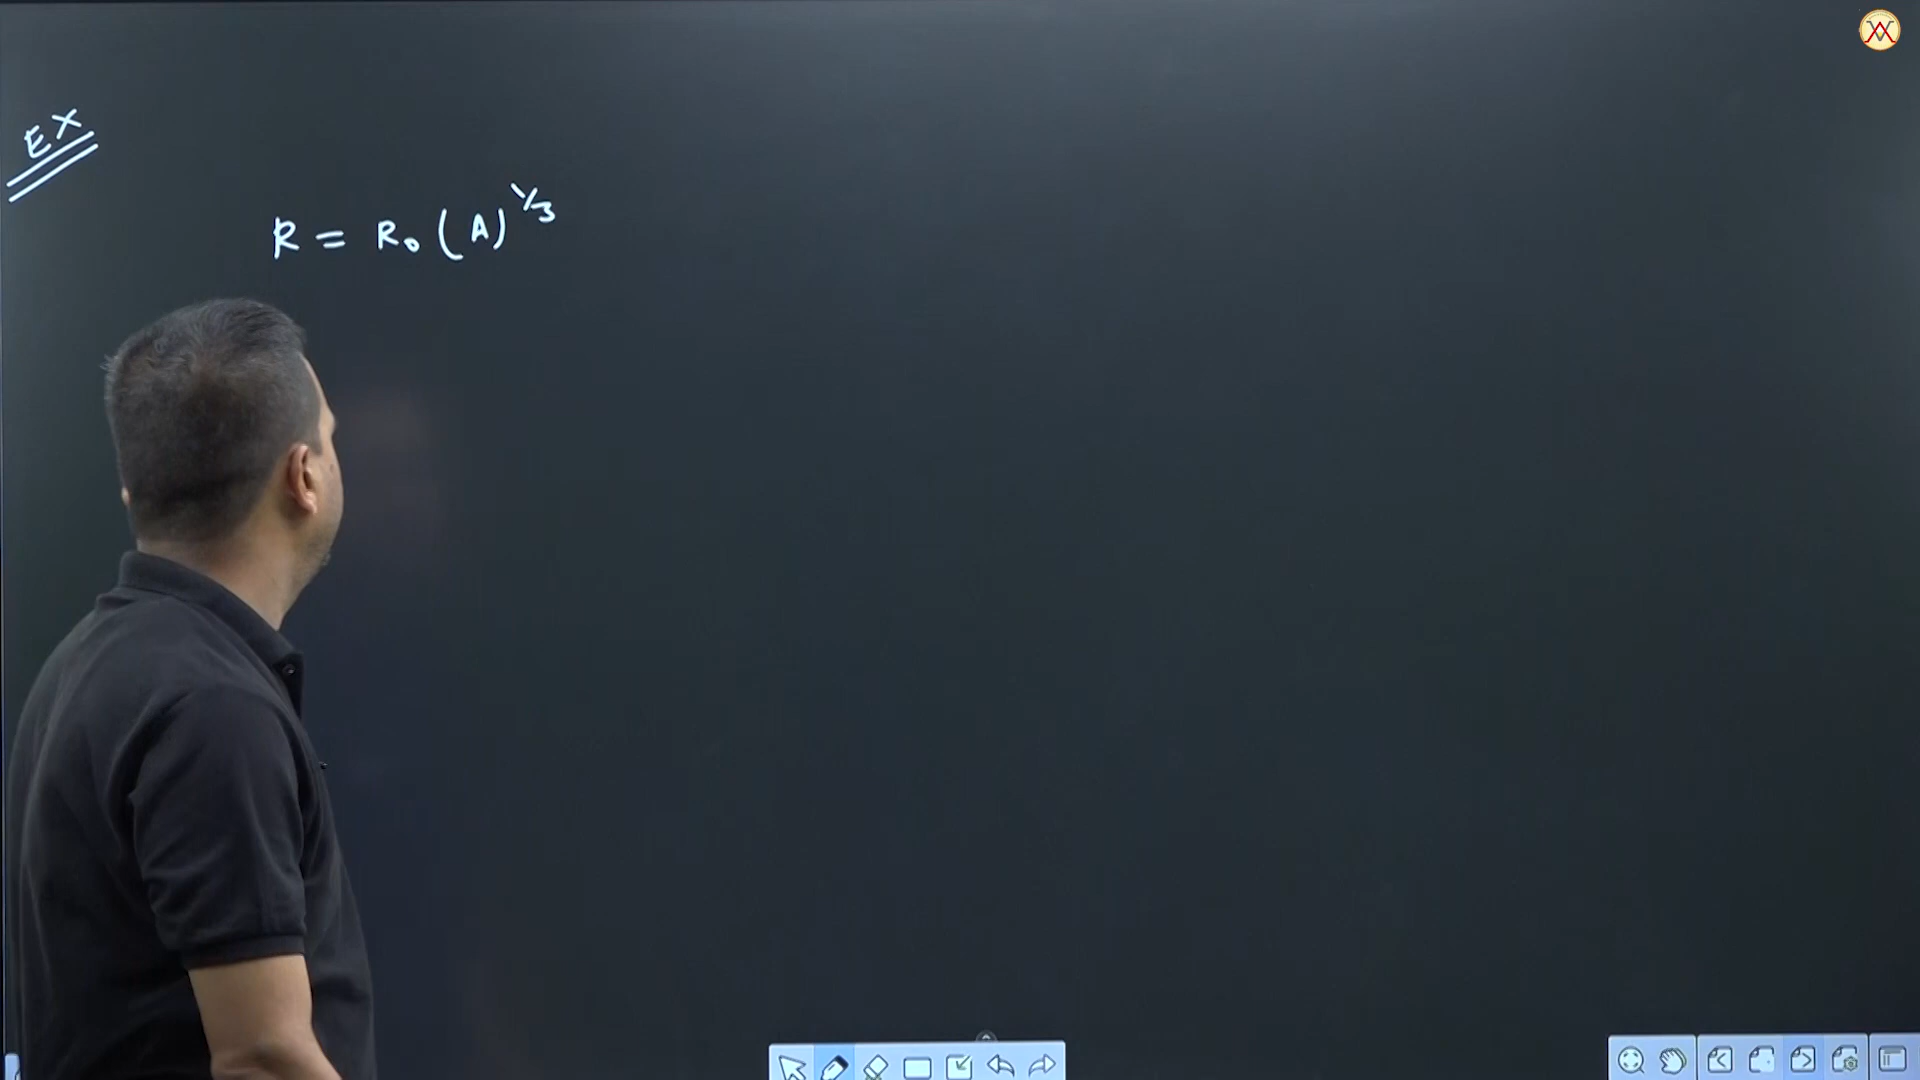 EX
R = R₀ (A)^{1/3}